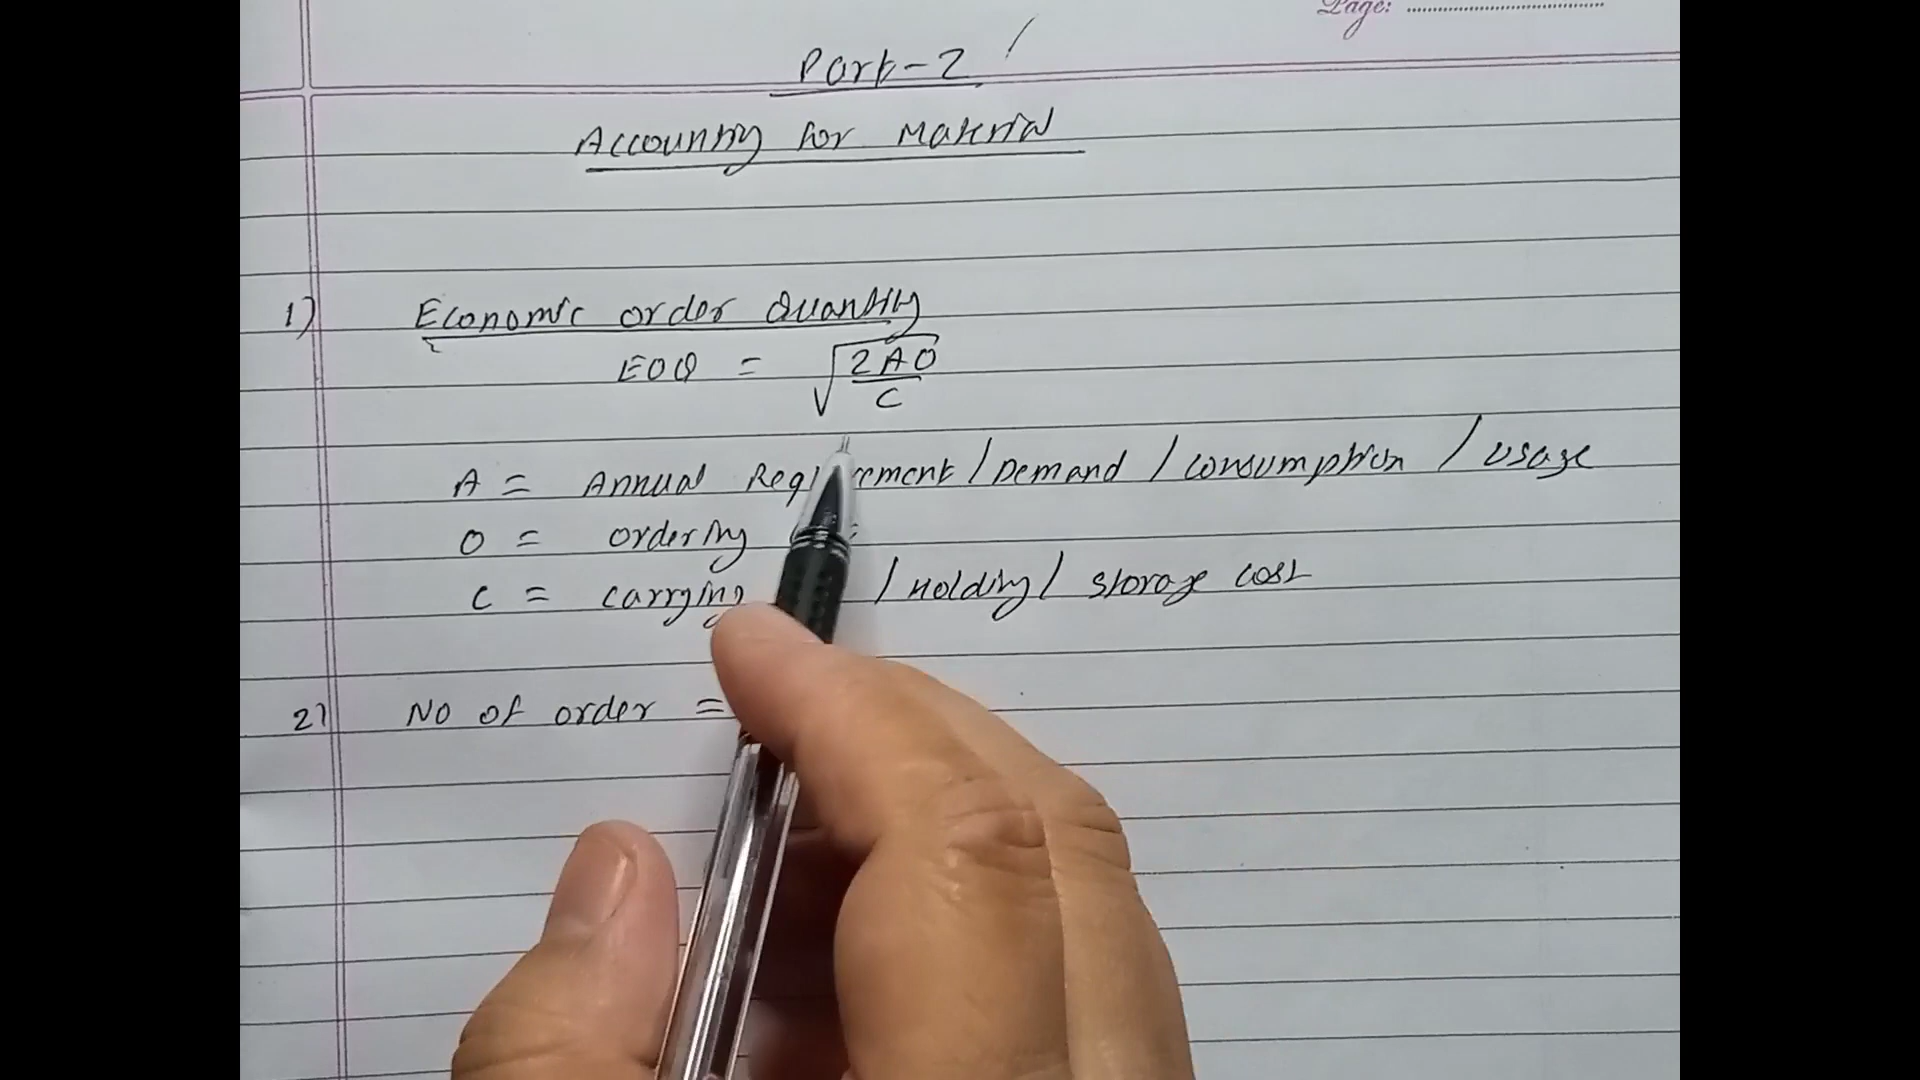 Page:
Part-2
Accounting for Material
1) Economic order Quantity
EOQ = √2AO/C
A = Annual Requirement / Demand / consumption / usage
O = ordering
C = carrying / Holding / storage cost
2) No of order =